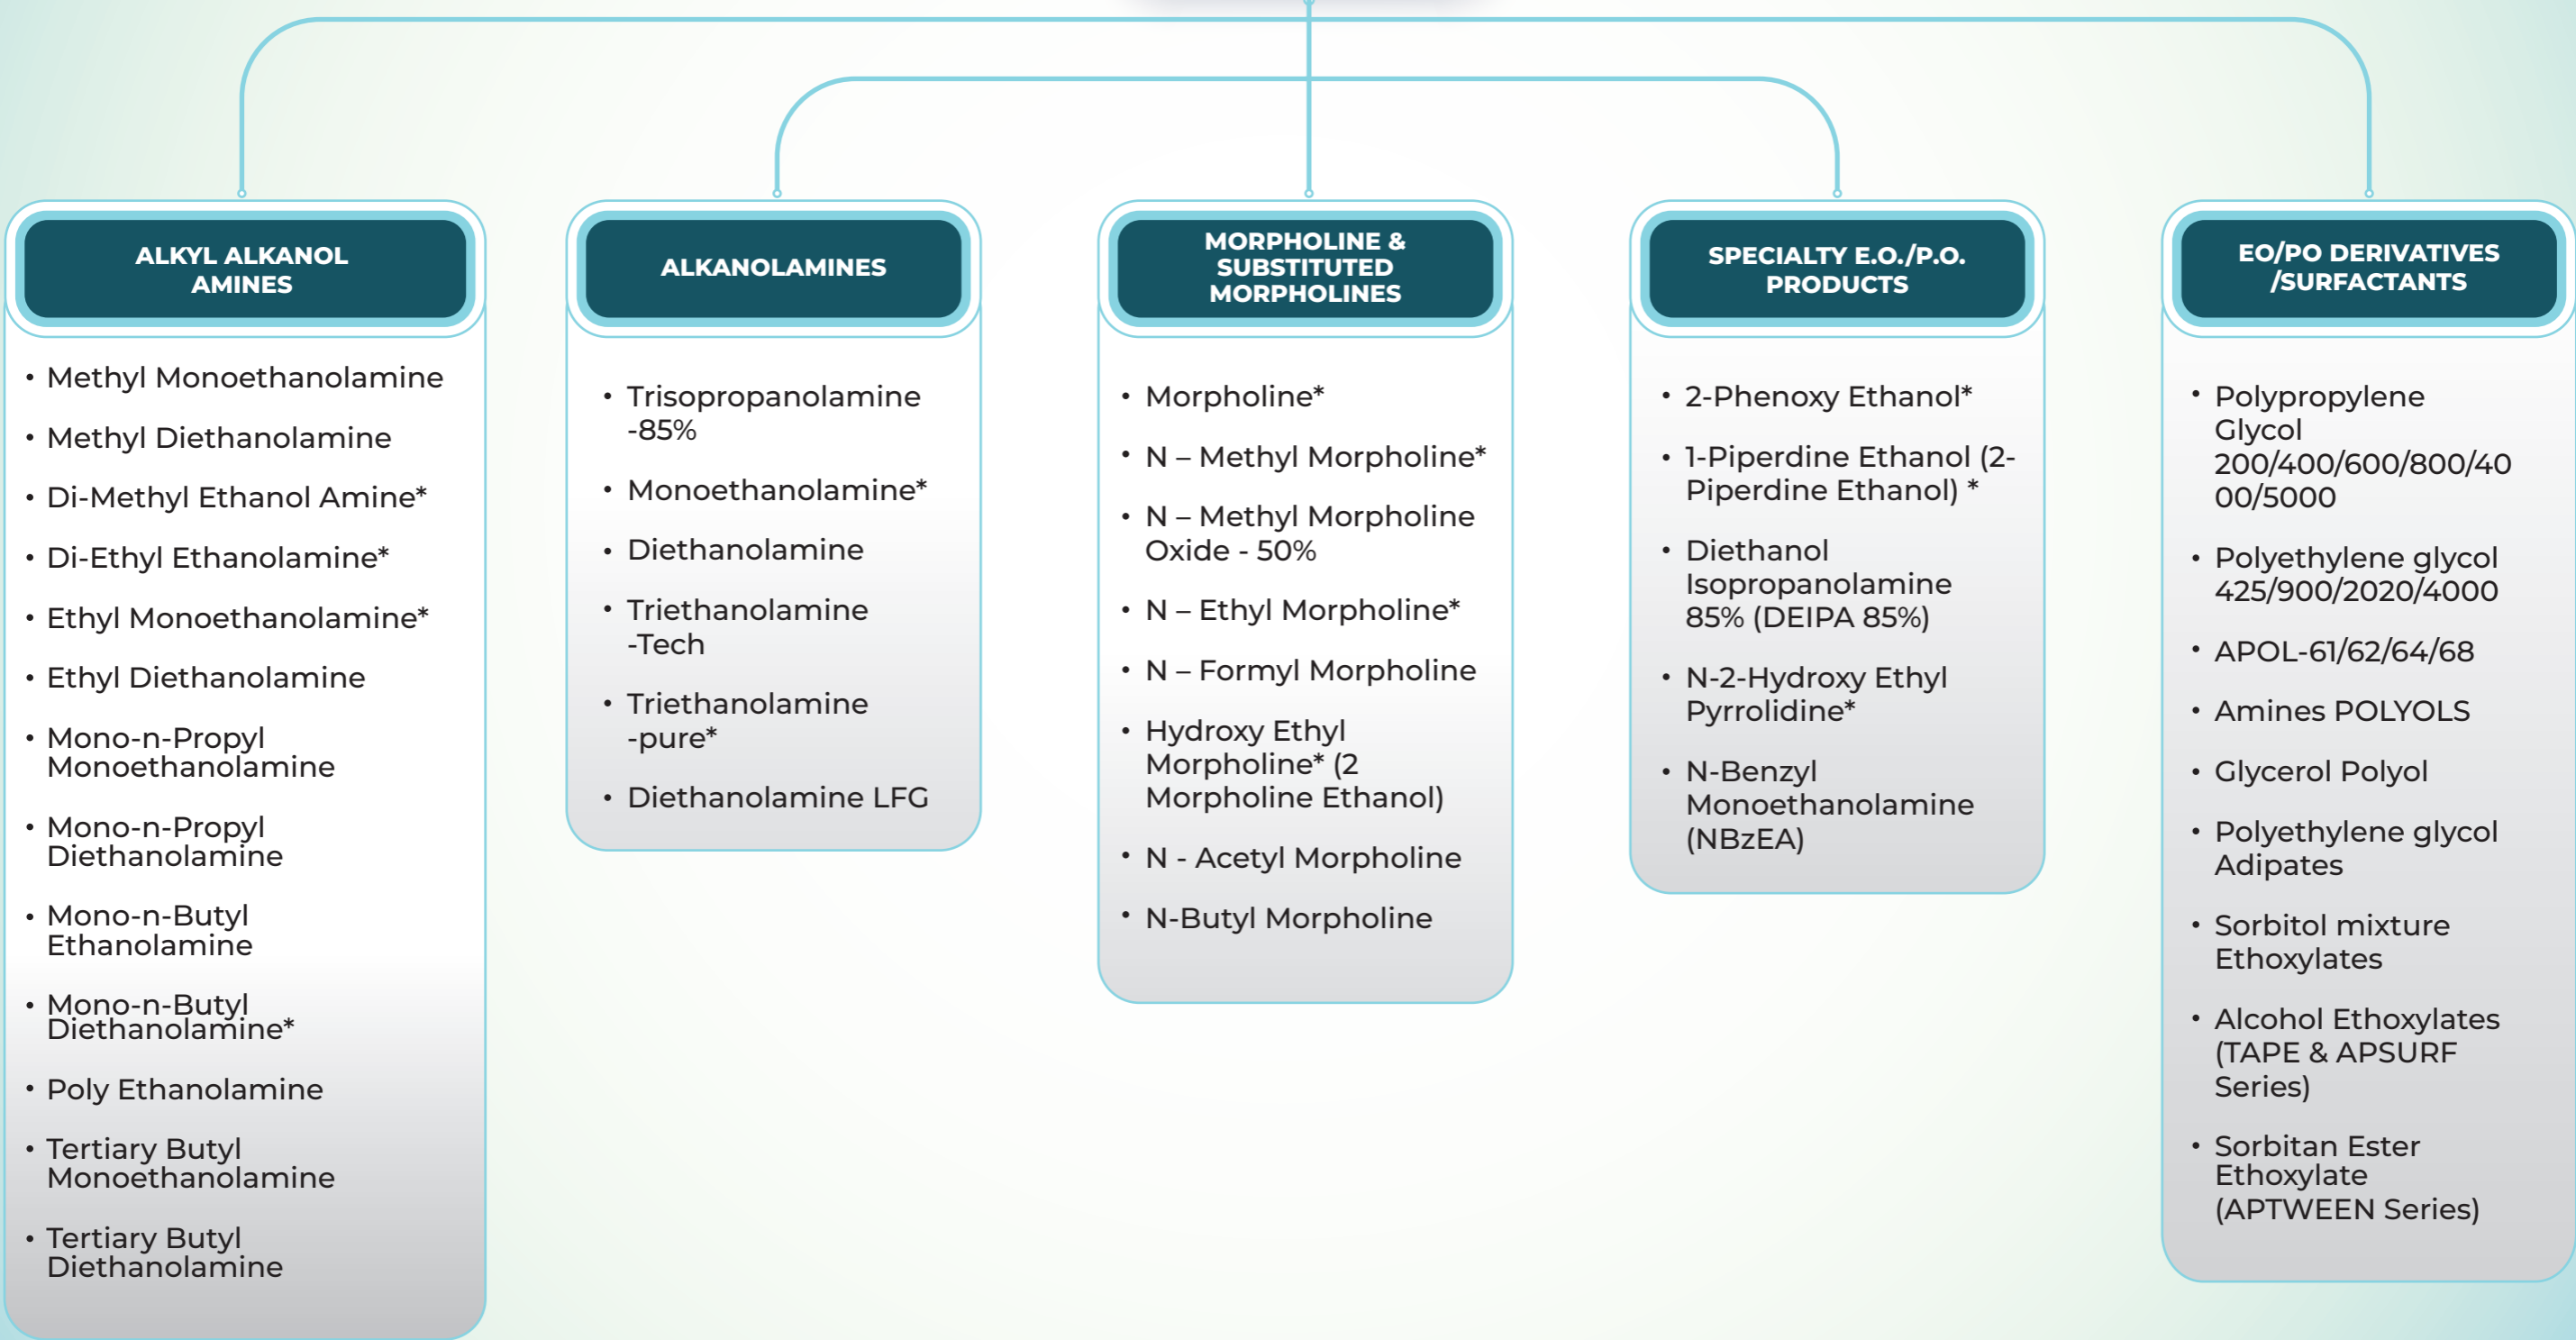 ALKYL ALKANOL
AMINES
• Methyl Monoethanolamine
• Methyl Diethanolamine
• Di-Methyl Ethanol Amine*
• Di-Ethyl Ethanolamine*
• Ethyl Monoethanolamine*
• Ethyl Diethanolamine
• Mono-n-Propyl
Monoethanolamine
• Mono-n-Propyl
Diethanolamine
• Mono-n-Butyl
Ethanolamine
• Mono-n-Butyl
Diethanolamine*
• Poly Ethanolamine
• Tertiary Butyl
Monoethanolamine
• Tertiary Butyl
Diethanolamine
ALKANOLAMINES
• Trisopropanolamine
-85%
• Monoethanolamine*
• Diethanolamine
• Triethanolamine
-Tech
• Triethanolamine
-pure*
• Diethanolamine LFG
MORPHOLINE &
SUBSTITUTED
MORPHOLINES
• Morpholine*
• N – Methyl Morpholine*
• N – Methyl Morpholine
Oxide - 50%
• N – Ethyl Morpholine*
• N – Formyl Morpholine
• Hydroxy Ethyl
Morpholine* (2
Morpholine Ethanol)
• N - Acetyl Morpholine
• N-Butyl Morpholine
SPECIALTY E.O./P.O.
PRODUCTS
• 2-Phenoxy Ethanol*
• 1-Piperdine Ethanol (2-
Piperdine Ethanol) *
• Diethanol
Isopropanolamine
85% (DEIPA 85%)
• N-2-Hydroxy Ethyl
Pyrrolidine*
• N-Benzyl
Monoethanolamine
(NBzEA)
EO/PO DERIVATIVES
/SURFACTANTS
• Polypropylene
Glycol
200/400/600/800/40
00/5000
• Polyethylene glycol
425/900/2020/4000
• APOL-61/62/64/68
• Amines POLYOLS
• Glycerol Polyol
• Polyethylene glycol
Adipates
• Sorbitol mixture
Ethoxylates
• Alcohol Ethoxylates
(TAPE & APSURF
Series)
• Sorbitan Ester
Ethoxylate
(APTWEEN Series)